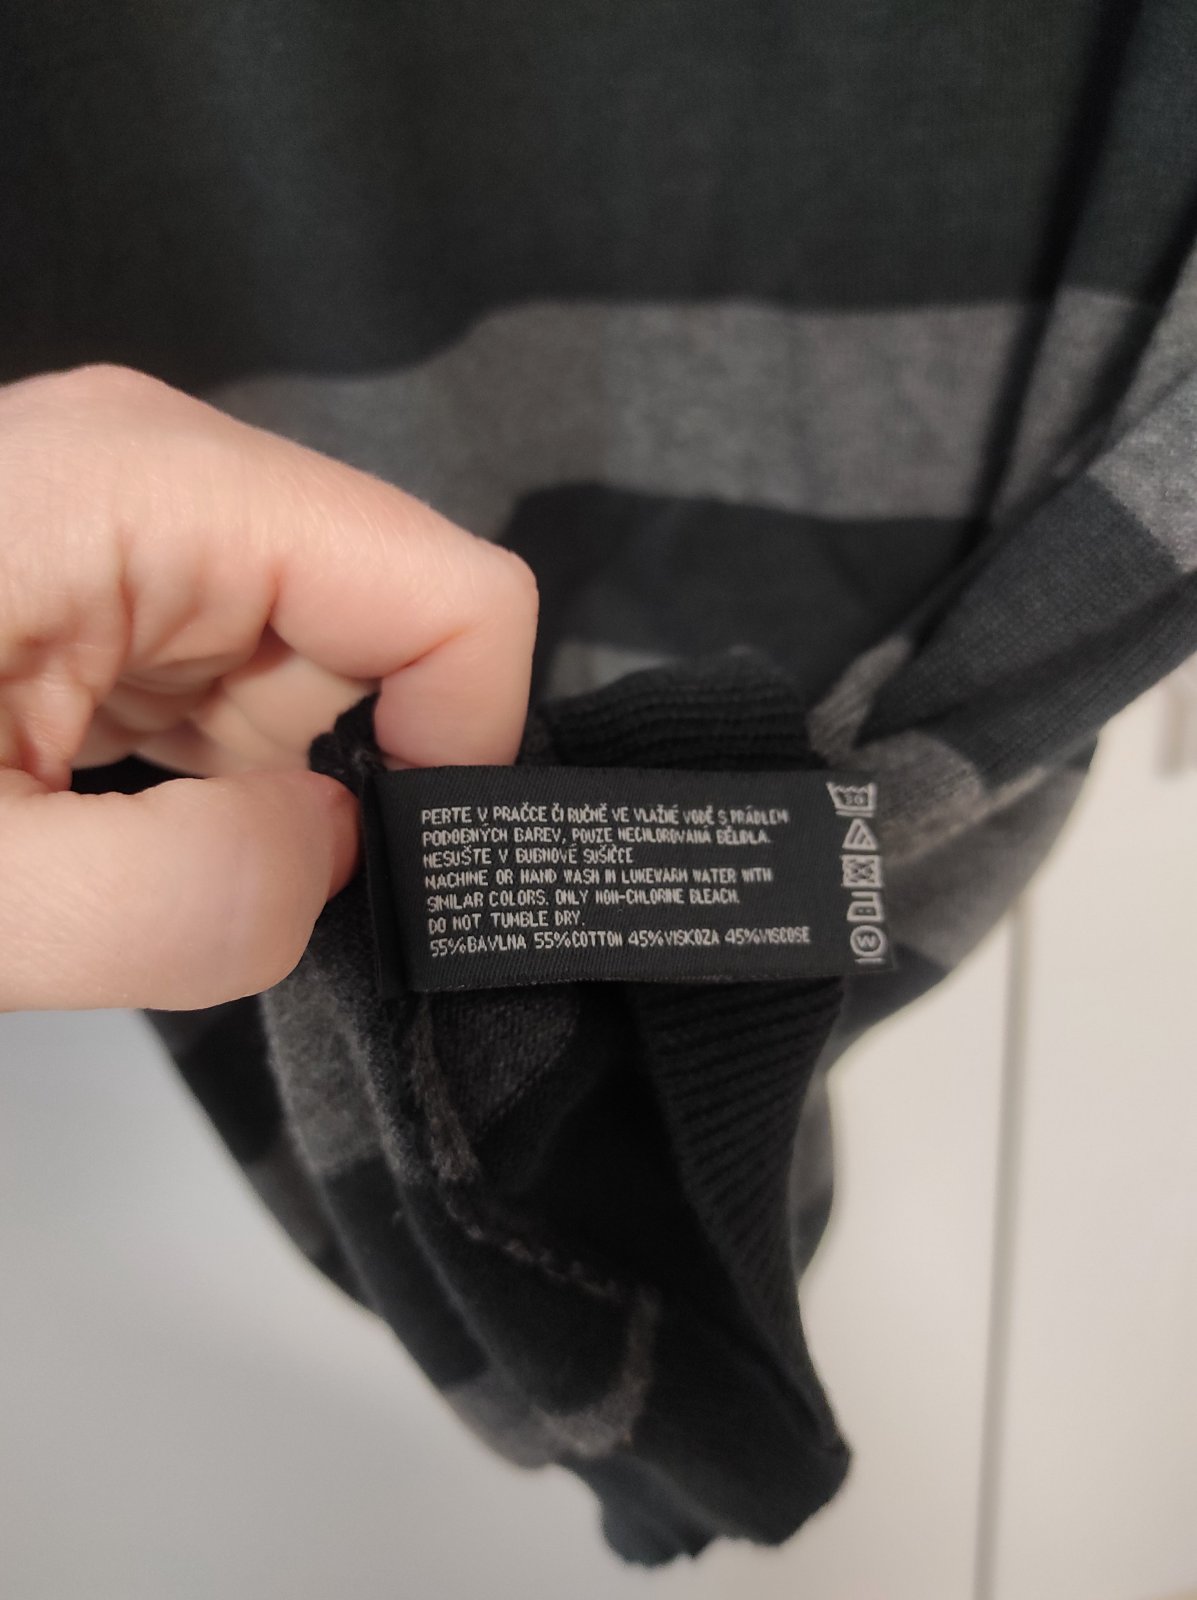 PERTE V PRAČCE ČI RUČNĚ VE VLAŽNÉ VODĚ S PRÁDLEM
PODOBNÝCH BAREV, POUZE NECHLOROVANÁ BĚLIDLA.
NESUŠTE V BUBNOVÉ SUŠIČCE
MACHINE OR HAND WASH IN LUKEWARM WATER WITH
SIMILAR COLORS. ONLY NON-CHLORINE BLEACH.
DO NOT TUMBLE DRY.
55%BAVLNA 55%COTTON 45%VISKOZA 45%VISCOSE
30
W